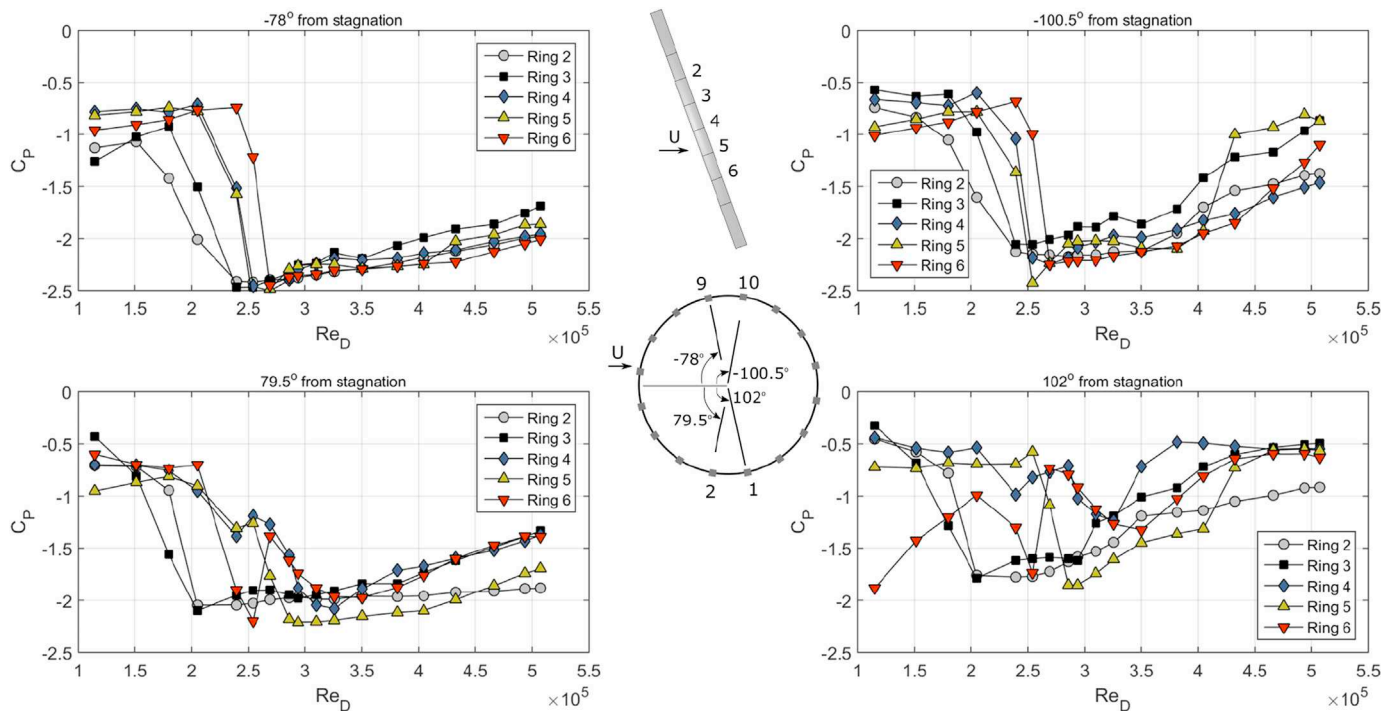 -78° from stagnation
0
-0.5
-1
-1.5
-2
-2.5
C_P
1 1.5 2 2.5 3 3.5 4 4.5 5 5.5
Re_D
×10^5
Ring 2
Ring 3
Ring 4
Ring 5
Ring 6
2
3
4
5
6
U
-100.5° from stagnation
0
-0.5
-1
-1.5
-2
-2.5
C_P
1 1.5 2 2.5 3 3.5 4 4.5 5 5.5
Re_D
×10^5
Ring 2
Ring 3
Ring 4
Ring 5
Ring 6
9 10
U
-78°
-100.5°
102°
79.5°
2 1
79.5° from stagnation
0
-0.5
-1
-1.5
-2
-2.5
C_P
1 1.5 2 2.5 3 3.5 4 4.5 5 5.5
Re_D
×10^5
Ring 2
Ring 3
Ring 4
Ring 5
Ring 6
102° from stagnation
0
-0.5
-1
-1.5
-2
-2.5
C_P
1 1.5 2 2.5 3 3.5 4 4.5 5 5.5
Re_D
×10^5
Ring 2
Ring 3
Ring 4
Ring 5
Ring 6